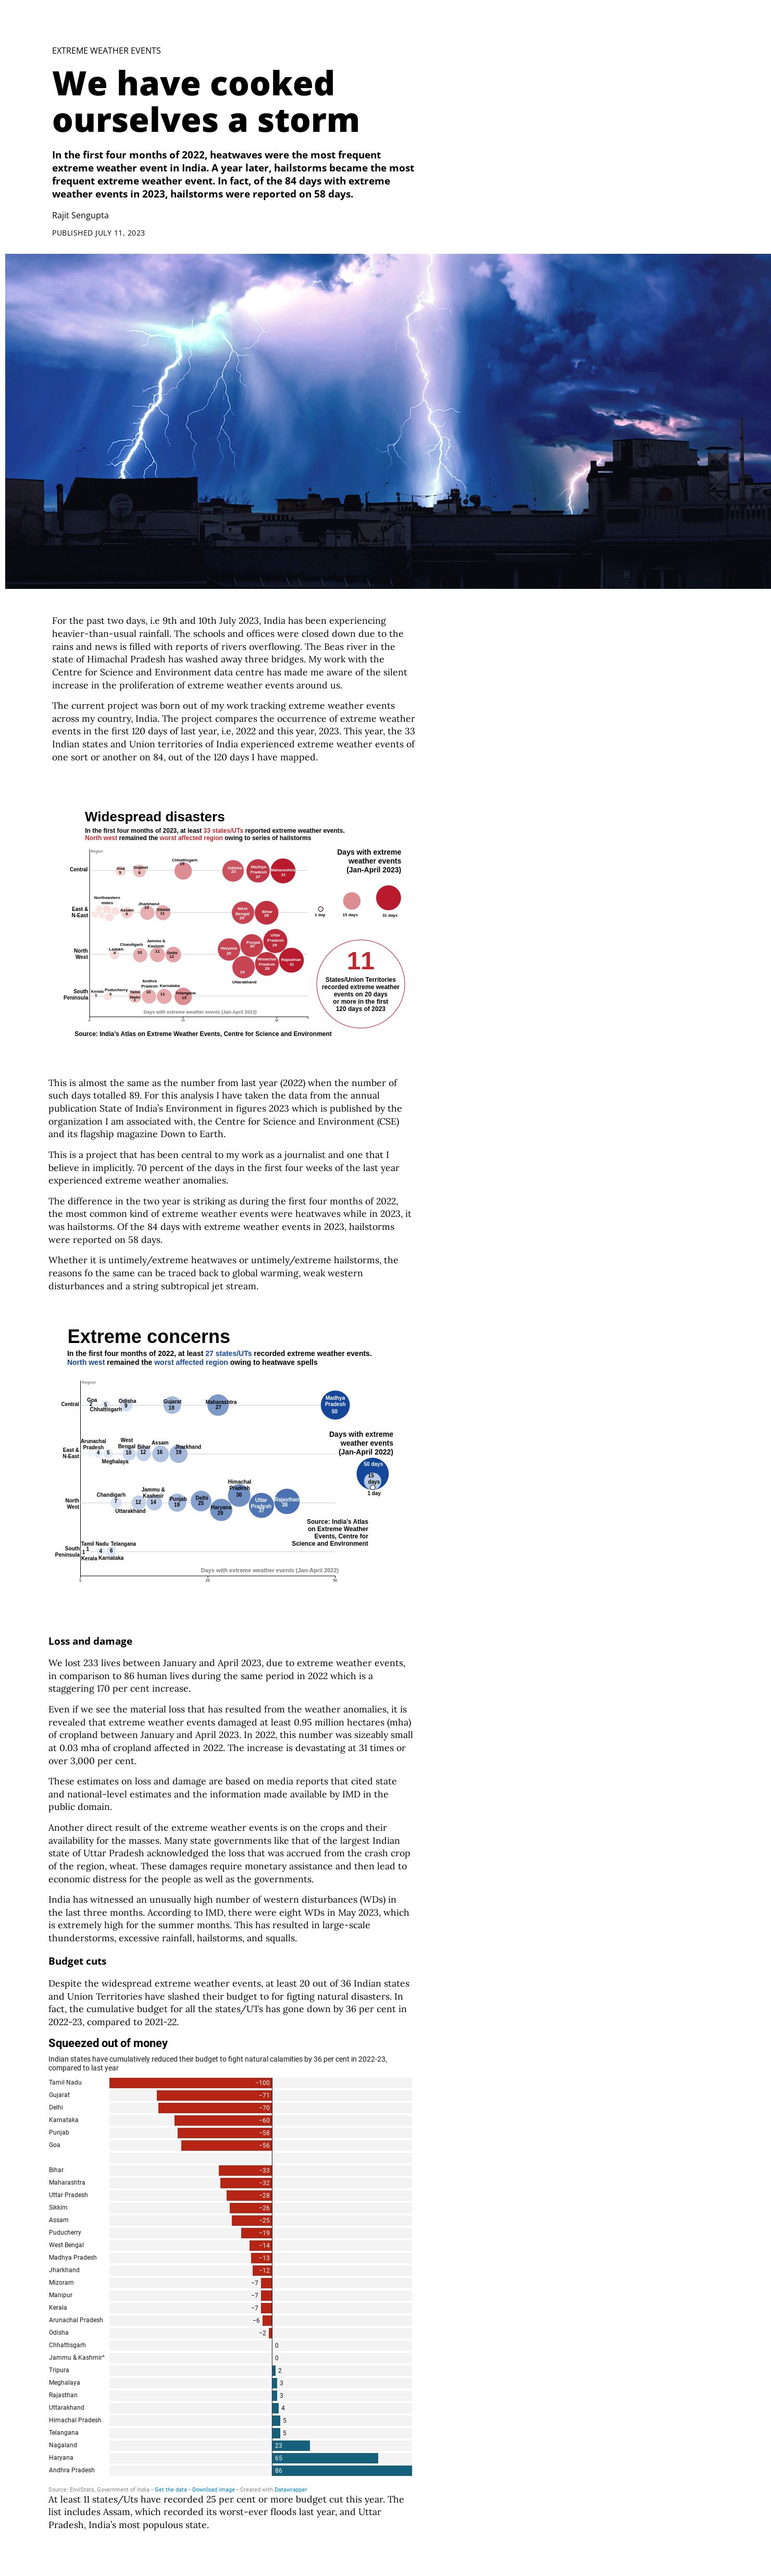 EXTREME WEATHER EVENTS
We have cooked
ourselves a storm
In the first four months of 2022, heatwaves were the most frequent
extreme weather event in India. A year later, hailstorms became the most
frequent extreme weather event. In fact, of the 84 days with extreme
weather events in 2023, hailstorms were reported on 58 days.
Rajit Sengupta
PUBLISHED JULY 11, 2023
For the past two days, i.e 9th and 10th July 2023, India has been experiencing
heavier-than-usual rainfall. The schools and offices were closed down due to the
rains and news is filled with reports of rivers overflowing. The Beas river in the
state of Himachal Pradesh has washed away three bridges. My work with the
Centre for Science and Environment data centre has made me aware of the silent
increase in the proliferation of extreme weather events around us.
The current project was born out of my work tracking extreme weather events
across my country, India. The project compares the occurrence of extreme weather
events in the first 120 days of last year, i.e, 2022 and this year, 2023. This year, the 33
Indian states and Union territories of India experienced extreme weather events of
one sort or another on 84, out of the 120 days I have mapped.
Widespread disasters
In the first four months of 2023, at least 33 states/UTs reported extreme weather events.
North west remained the worst affected region owing to series of hailstorms
Region
Days with extreme
weather events
(Jan-April 2023)
1 day
15 days
31 days
Central
Goa
5
Gujarat
8
Chhattisgarh
15
Odisha
Madhya
Pradesh
27
Maharashtra
31
East &
N-East
Northeastern
states
Assam
6
Jharkhand
10
Sikkim
11
West
Bengal
25
Bihar
North
West
Ladakh
4
Chandigarh
10
Jammu &
Kashmir
11
Delhi
Haryana
Punjab
Uttar
Pradesh
Uttarakhand
Himachal
Pradesh
Rajasthan
31
South
Peninsula
Kerala
Puducherry
Tamil
Nadu
Andhra
Pradesh
10
Karnataka
11
Telangana
15
Days with extreme weather events (Jan-April 2023)
11
States/Union Territories
recorded extreme weather
events on 20 days
or more in the first
120 days of 2023
Source: India's Atlas on Extreme Weather Events, Centre for Science and Environment
This is almost the same as the number from last year (2022) when the number of
such days totalled 89. For this analysis I have taken the data from the annual
publication State of India's Environment in figures 2023 which is published by the
organization I am associated with, the Centre for Science and Environment (CSE)
and its flagship magazine Down to Earth.
This is a project that has been central to my work as a journalist and one that I
believe in implicitly. 70 percent of the days in the first four weeks of the last year
experienced extreme weather anomalies.
The difference in the two year is striking as during the first four months of 2022,
the most common kind of extreme weather events were heatwaves while in 2023, it
was hailstorms. Of the 84 days with extreme weather events in 2023, hailstorms
were reported on 58 days.
Whether it is untimely/extreme heatwaves or untimely/extreme hailstorms, the
reasons fo the same can be traced back to global warming, weak western
disturbances and a string subtropical jet stream.
Extreme concerns
In the first four months of 2022, at least 27 states/UTs recorded extreme weather events.
North west remained the worst affected region owing to heatwave spells
Region
Central
Goa
2
5
Chhattisgarh
Odisha
9
Gujarat
18
Maharashtra
27
Madhya
Pradesh
50
East &
N-East
Arunachal
Pradesh
4
5
Meghalaya
West
Bengal
10
Bihar
12
Assam
16
Jharkhand
19
Days with extreme
weather events
(Jan-April 2022)
50 days
15
days
1 day
North
West
Chandigarh
7
12
Uttarakhand
Jammu &
Kashmir
14
Punjab
19
Delhi
25
Haryana
29
Himachal
Pradesh
30
Uttar
Pradesh
37
Rajasthan
38
Source: India's Atlas
on Extreme Weather
Events, Centre for
Science and Environment
South
Peninsula
Tamil Nadu
1
1
Kerala
4
Karnataka
Telangana
6
Days with extreme weather events (Jan-April 2022)
0
25
50
Loss and damage
We lost 233 lives between January and April 2023, due to extreme weather events,
in comparison to 86 human lives during the same period in 2022 which is a
staggering 170 per cent increase.
Even if we see the material loss that has resulted from the weather anomalies, it is
revealed that extreme weather events damaged at least 0.95 million hectares (mha)
of cropland between January and April 2023. In 2022, this number was sizeably small
at 0.03 mha of cropland affected in 2022. The increase is devastating at 31 times or
over 3,000 per cent.
These estimates on loss and damage are based on media reports that cited state
and national-level estimates and the information made available by IMD in the
public domain.
Another direct result of the extreme weather events is on the crops and their
availability for the masses. Many state governments like that of the largest Indian
state of Uttar Pradesh acknowledged the loss that was accrued from the crash crop
of the region, wheat. These damages require monetary assistance and then lead to
economic distress for the people as well as the governments.
India has witnessed an unusually high number of western disturbances (WDs) in
the last three months. According to IMD, there were eight WDs in May 2023, which
is extremely high for the summer months. This has resulted in large-scale
thunderstorms, excessive rainfall, hailstorms, and squalls.
Budget cuts
Despite the widespread extreme weather events, at least 20 out of 36 Indian states
and Union Territories have slashed their budget to for figting natural disasters. In
fact, the cumulative budget for all the states/UTs has gone down by 36 per cent in
2022-23, compared to 2021-22.
Squeezed out of money
Indian states have cumulatively reduced their budget to fight natural calamities by 36 per cent in 2022-23,
compared to last year
Tamil Nadu −100
Gujarat −71
Delhi −70
Karnataka −60
Punjab −58
Goa −56
Bihar −33
Maharashtra −32
Uttar Pradesh −28
Sikkim −26
Assam −25
Puducherry −19
West Bengal −14
Madhya Pradesh −13
Jharkhand −12
Mizoram −7
Manipur −7
Kerala −7
Arunachal Pradesh −6
Odisha −2
Chhattisgarh 0
Jammu & Kashmir^ 0
Tripura 2
Meghalaya 3
Rajasthan 3
Uttarakhand 4
Himachal Pradesh 5
Telangana 5
Nagaland 23
Haryana 65
Andhra Pradesh 86
Source: EnviStats, Government of India • Get the data • Download image • Created with Datawrapper
At least 11 states/Uts have recorded 25 per cent or more budget cut this year. The
list includes Assam, which recorded its worst-ever floods last year, and Uttar
Pradesh, India's most populous state.